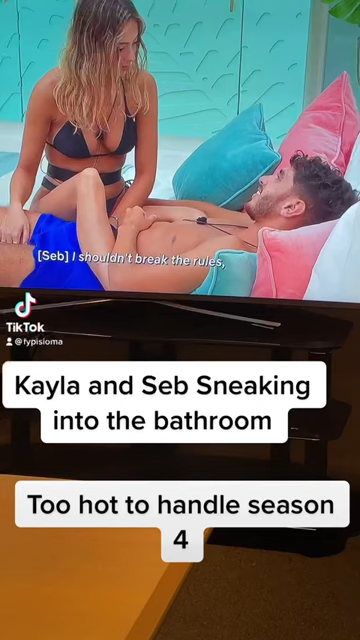 [Seb] I shouldn't break the rules,
TikTok
@fypisioma
Kayla and Seb Sneaking
into the bathroom
Too hot to handle season
4